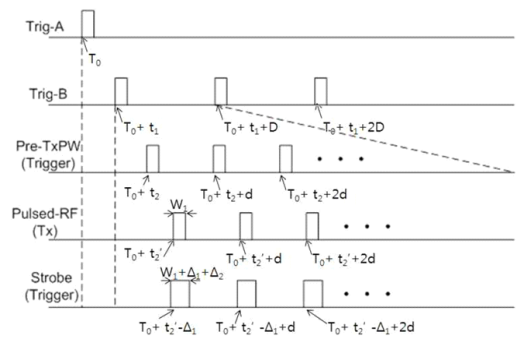 Trig-A
T₀
Trig-B
T₀+ t₁
T₀+ t₁+D
T₀+ t₁+2D
Pre-TxPW
(Trigger)
T₀+ t₂
T₀+ t₂+d
T₀+ t₂+2d
Pulsed-RF
(Tx)
W₁
T₀+ t₂'
T₀+ t₂'+d
T₀+ t₂'+2d
Strobe
(Trigger)
W₁+Δ₁+Δ₂
T₀+ t₂'-Δ₁
T₀+ t₂' -Δ₁+d
T₀+ t₂' -Δ₁+2d